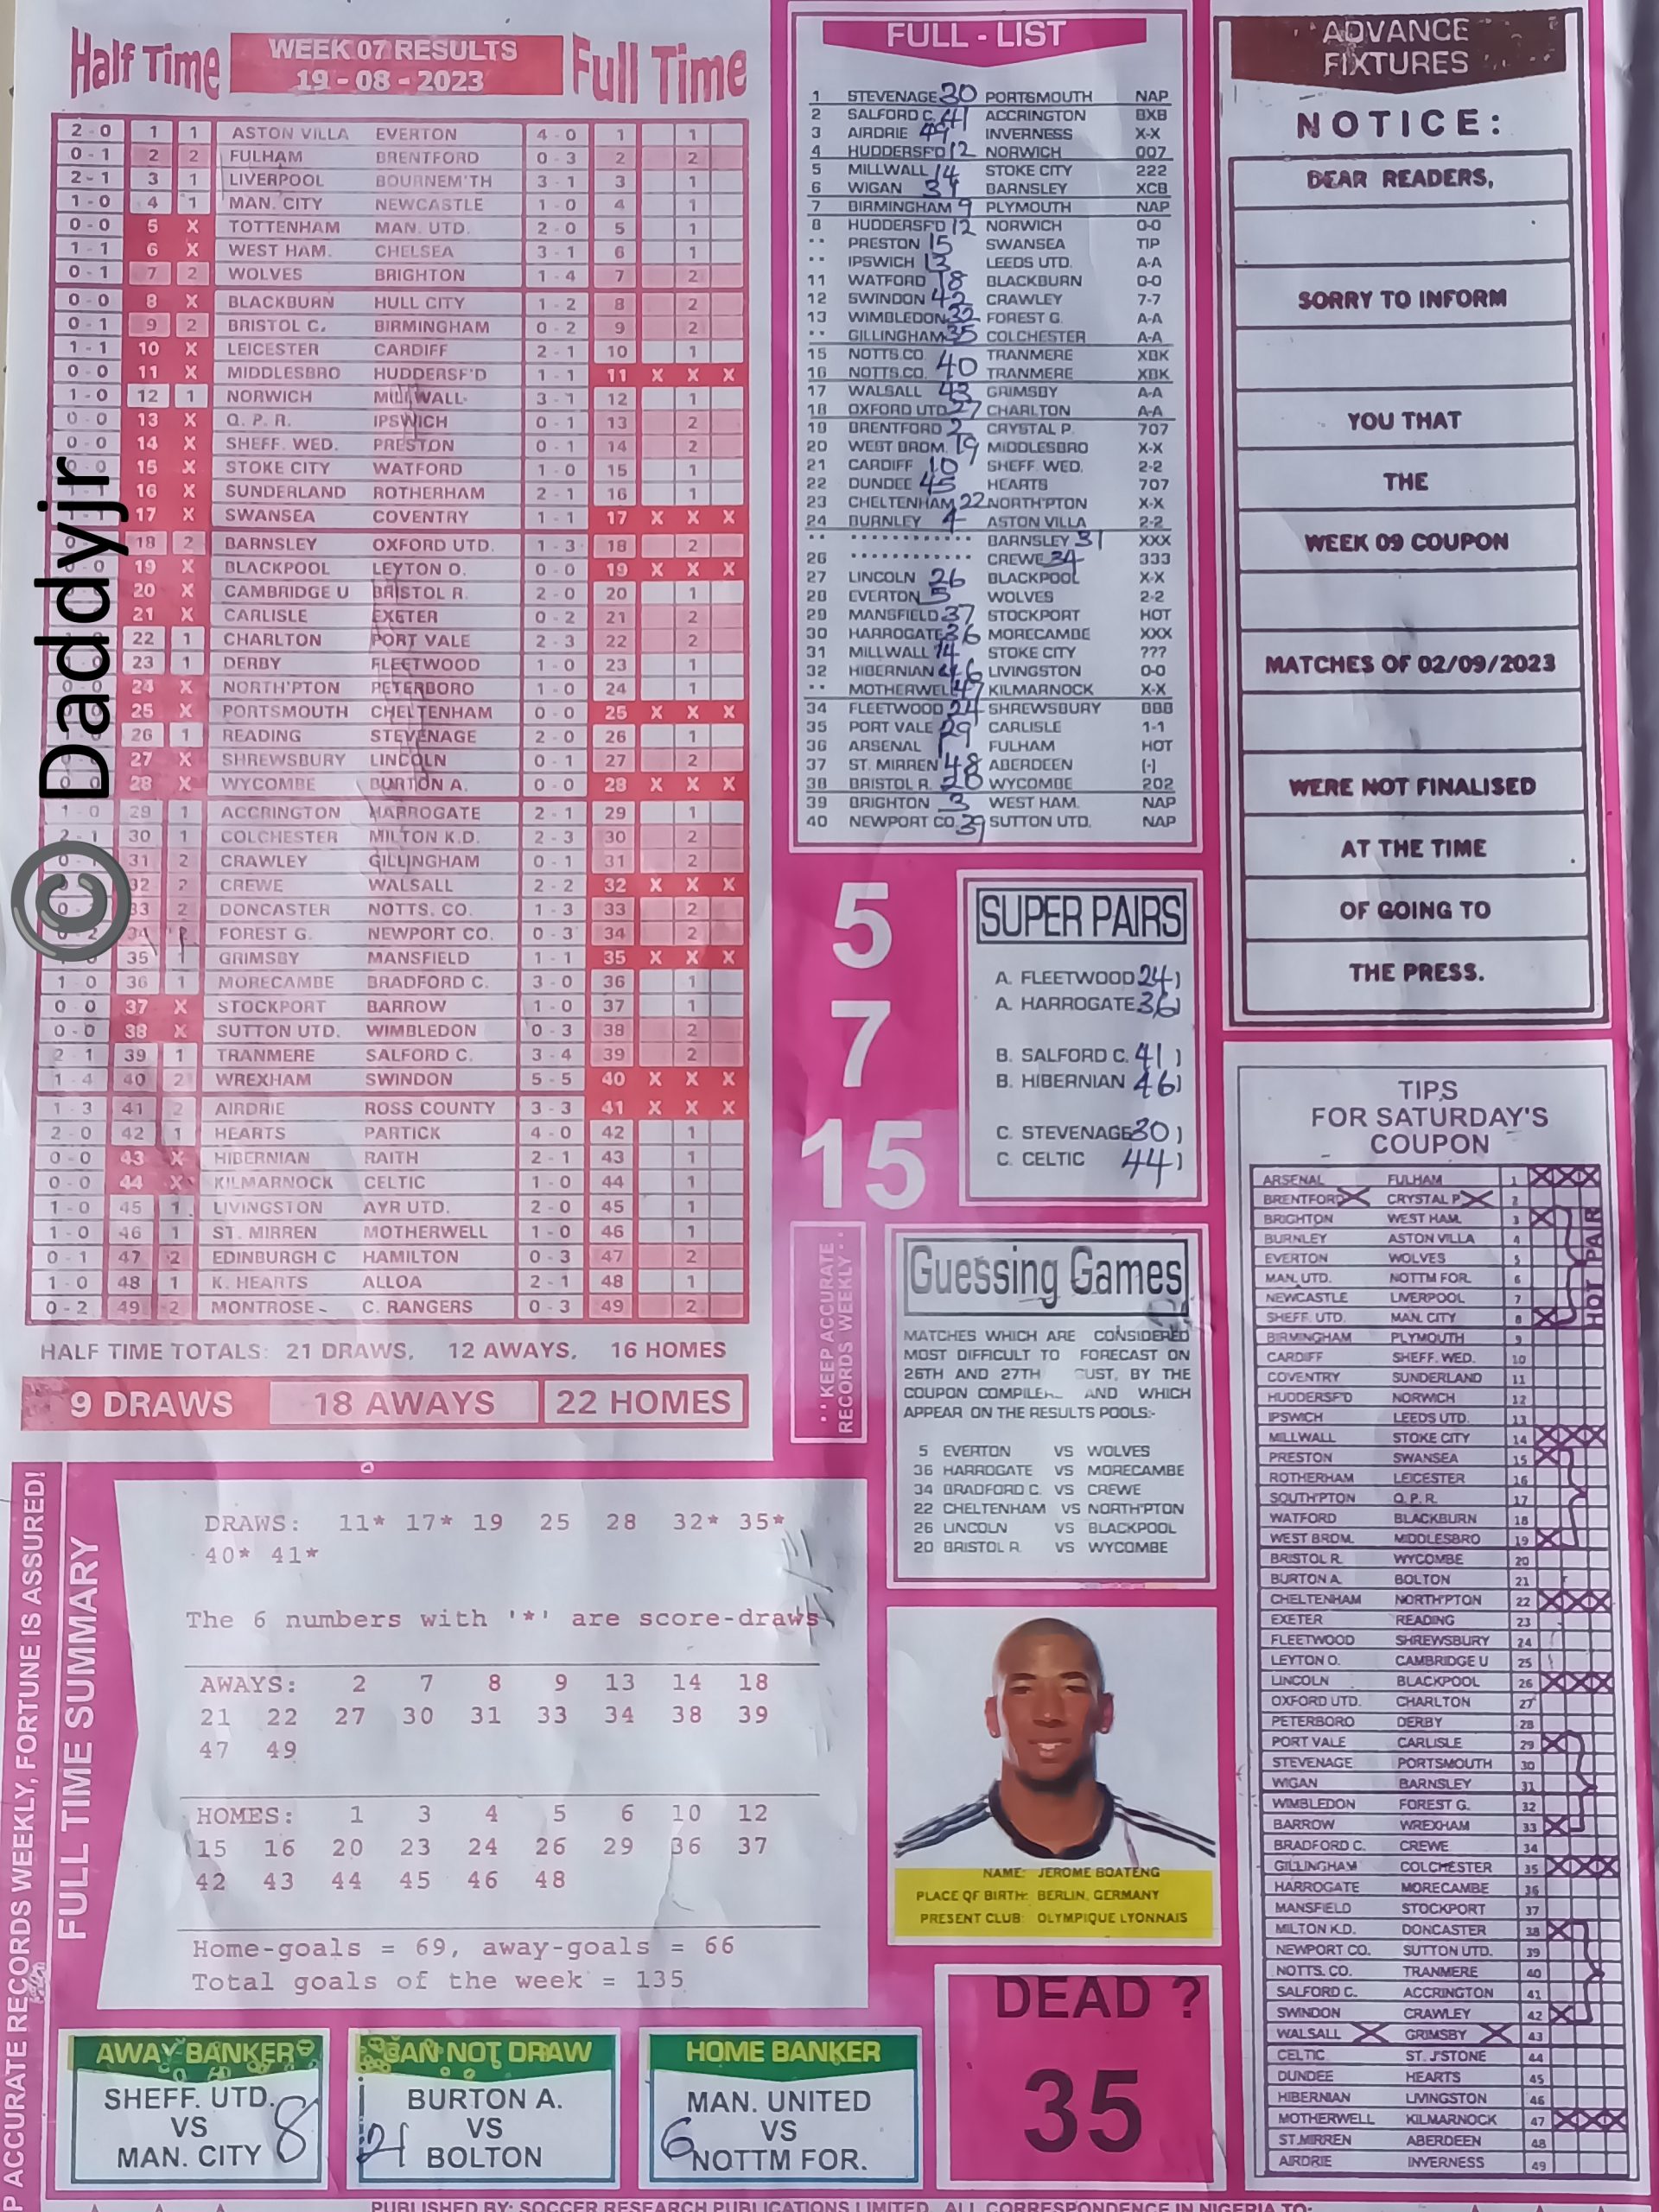 Half Time
WEEK 07 RESULTS
19 - 08 - 2023
Full Time
2 - 0 1 1 ASTON VILLA EVERTON 4 - 0 1 1
0 - 1 2 2 FULHAM BRENTFORD 0 - 3 2 2
2 - 1 3 1 LIVERPOOL BOURNEM'TH 3 - 1 3 1
1 - 0 4 1 MAN. CITY NEWCASTLE 1 - 0 4 1
0 - 0 5 X TOTTENHAM MAN. UTD. 2 - 0 5 1
1 - 1 6 X WEST HAM. CHELSEA 3 - 1 6 1
0 - 1 7 2 WOLVES BRIGHTON 1 - 4 7 2
0 - 0 8 X BLACKBURN HULL CITY 1 - 2 8 2
0 - 1 9 2 BRISTOL C. BIRMINGHAM 0 - 2 9 2
1 - 1 10 X LEICESTER CARDIFF 2 - 1 10 1
0 - 0 11 X MIDDLESBRO HUDDERSF'D 1 - 1 11 X X X
1 - 0 12 1 NORWICH MILLWALL 3 - 1 12 1
0 - 0 13 X Q. P. R. IPSWICH 0 - 1 13 2
0 - 0 14 X SHEFF. WED. PRESTON 0 - 1 14 2
- 0 15 X STOKE CITY WATFORD 1 - 0 15 1
16 X SUNDERLAND ROTHERHAM 2 - 1 16 1
17 X SWANSEA COVENTRY 1 - 1 17 X X X
18 2 BARNSLEY OXFORD UTD. 1 - 3 18 2
19 X BLACKPOOL LEYTON O. 0 - 0 19 X X X
20 X CAMBRIDGE U BRISTOL R. 2 - 0 20 1
21 X CARLISLE EXETER 0 - 2 21 2
22 1 CHARLTON PORT VALE 2 - 3 22 2
23 1 DERBY FLEETWOOD 1 - 0 23 1
24 X NORTH'PTON PETERBORO 1 - 0 24 1
25 X PORTSMOUTH CHELTENHAM 0 - 0 25 X X X
26 1 READING STEVENAGE 2 - 0 26 1
27 X SHREWSBURY LINCOLN 0 - 1 27 2
28 X WYCOMBE BURTON A. 0 - 0 28 X X X
1 - 0 29 1 ACCRINGTON HARROGATE 2 - 1 29 1
2 - 1 30 1 COLCHESTER MILTON K.D. 2 - 3 30 2
31 2 CRAWLEY GILLINGHAM 0 - 1 31 2
32 2 CREWE WALSALL 2 - 2 32 X X X
33 2 DONCASTER NOTTS. CO. 1 - 3 33 2
34 2 FOREST G. NEWPORT CO. 0 - 3 34 2
35 1 GRIMSBY MANSFIELD 1 - 1 35 X X X
1 0 36 1 MORECAMBE BRADFORD C. 3 - 0 36 1
0 0 37 X STOCKPORT BARROW 1 - 0 37 1
0 - 0 38 X SUTTON UTD. WIMBLEDON 0 - 3 38 2
2 1 39 1 TRANMERE SALFORD C. 3 - 4 39 2
1 - 4 40 2 WREXHAM SWINDON 5 - 5 40 X X X
1 - 3 41 2 AIRDRIE ROSS COUNTY 3 - 3 41 X X X
2 - 0 42 1 HEARTS PARTICK 4 - 0 42 1
0 - 0 43 X HIBERNIAN RAITH 2 - 1 43 1
0 - 0 44 X KILMARNOCK CELTIC 1 - 0 44 1
1 - 0 45 1 LIVINGSTON AYR UTD. 2 - 0 45 1
1 - 0 46 1 ST. MIRREN MOTHERWELL 1 - 0 46 1
0 - 1 47 2 EDINBURGH C HAMILTON 0 - 3 47 2
1 - 0 48 1 K. HEARTS ALLOA 2 - 1 48 1
0 - 2 49 2 MONTROSE C. RANGERS 0 - 3 49 2
HALF TIME TOTALS: 21 DRAWS, 12 AWAYS, 16 HOMES
9 DRAWS 18 AWAYS 22 HOMES
© Daddyjr
P ACCURATE RECORDS WEEKLY, FORTUNE IS ASSURED!
FULL TIME SUMMARY
DRAWS: 11* 17* 19 25 28 32* 35*
40* 41*
The 6 numbers with '*' are score-draws
AWAYS: 2 7 8 9 13 14 18
21 22 27 30 31 33 34 38 39
47 49
HOMES: 1 3 4 5 6 10 12
15 16 20 23 24 26 29 36 37
42 43 44 45 46 48
Home-goals = 69, away-goals = 66
Total goals of the week = 135
AWAY BANKER
SHEFF. UTD.
VS
MAN. CITY 8
CAN NOT DRAW
BURTON A.
VS
BOLTON 21
HOME BANKER
MAN. UNITED
VS
NOTTM FOR. 6
FULL - LIST
1 STEVENAGE 30 PORTSMOUTH NAP
2 SALFORD C. 41 ACCRINGTON BXB
3 AIRDRIE 49 INVERNESS X-X
4 HUDDERSF'D 12 NORWICH 007
5 MILLWALL 14 STOKE CITY 222
6 WIGAN 31 BARNSLEY XCB
7 BIRMINGHAM 9 PLYMOUTH NAP
8 HUDDERSF'D 12 NORWICH 0-0
•• PRESTON 15 SWANSEA TIP
•• IPSWICH 13 LEEDS UTD. A-A
11 WATFORD 18 BLACKBURN 0-0
12 SWINDON 42 CRAWLEY 7-7
13 WIMBLEDON 32 FOREST G. A-A
•• GILLINGHAM 35 COLCHESTER A-A
15 NOTTS.CO. TRANMERE XBK
16 NOTTS.CO. 40 TRANMERE XBK
17 WALSALL 43 GRIMSBY A-A
18 OXFORD UTD. 27 CHARLTON A-A
19 BRENTFORD 2 CRYSTAL P. 707
20 WEST BROM. 19 MIDDLESBRO X-X
21 CARDIFF 10 SHEFF. WED. 2-2
22 DUNDEE 45 HEARTS 707
23 CHELTENHAM 22 NORTH'PTON X-X
24 BURNLEY 4 ASTON VILLA 2-2
•• •••••••••••• BARNSLEY 31 XXX
26 •••••••••••• CREWE 34 333
27 LINCOLN 26 BLACKPOOL X-X
28 EVERTON 5 WOLVES 2-2
29 MANSFIELD 37 STOCKPORT HOT
30 HARROGATE 36 MORECAMBE XXX
31 MILLWALL 14 STOKE CITY ???
32 HIBERNIAN 46 LIVINGSTON 0-0
•• MOTHERWELL 47 KILMARNOCK X-X
34 FLEETWOOD 24 SHREWSBURY BBB
35 PORT VALE 29 CARLISLE 1-1
36 ARSENAL 1 FULHAM HOT
37 ST. MIRREN 48 ABERDEEN (-)
38 BRISTOL R. 20 WYCOMBE 202
39 BRIGHTON 3 WEST HAM. NAP
40 NEWPORT CO. 39 SUTTON UTD. NAP
5
7
15
••KEEP ACCURATE
RECORDS WEEKLY••
SUPER PAIRS
A. FLEETWOOD 24 )
A. HARROGATE 36 )
B. SALFORD C. 41 )
B. HIBERNIAN 46 )
C. STEVENAGE 30 )
C. CELTIC 44 )
Guessing Games
MATCHES WHICH ARE CONSIDERED
MOST DIFFICULT TO FORECAST ON
26TH AND 27TH UST, BY THE
COUPON COMPILER AND WHICH
APPEAR ON THE RESULTS POOLS:-
5 EVERTON VS WOLVES
36 HARROGATE VS MORECAMBE
34 BRADFORD C. VS CREWE
22 CHELTENHAM VS NORTH'PTON
26 LINCOLN VS BLACKPOOL
20 BRISTOL R. VS WYCOMBE
NAME: JEROME BOATENG
PLACE OF BIRTH: BERLIN, GERMANY
PRESENT CLUB: OLYMPIQUE LYONNAIS
DEAD ?
35
ADVANCE
FIXTURES
NOTICE:
DEAR READERS,
SORRY TO INFORM
YOU THAT
THE
WEEK 09 COUPON
MATCHES OF 02/09/2023
WERE NOT FINALISED
AT THE TIME
OF GOING TO
THE PRESS.
TIPS
FOR SATURDAY'S
COUPON
ARSENAL FULHAM 1 XXX
BRENTFORD X CRYSTAL P. X 2
BRIGHTON WEST HAM. 3 X
BURNLEY ASTON VILLA 4
EVERTON WOLVES 5
MAN. UTD. NOTTM FOR. 6
NEWCASTLE LIVERPOOL 7
SHEFF. UTD. MAN. CITY 8 X
HOT PAIR
BIRMINGHAM PLYMOUTH 9
CARDIFF SHEFF. WED. 10
COVENTRY SUNDERLAND 11
HUDDERSF'D NORWICH 12
IPSWICH LEEDS UTD. 13
MILLWALL STOKE CITY 14 XXX
PRESTON SWANSEA 15 X
ROTHERHAM LEICESTER 16
SOUTH'PTON Q. P. R. 17
WATFORD BLACKBURN 18
WEST BROM. MIDDLESBRO 19 X
BRISTOL R. WYCOMBE 20
BURTON A. BOLTON 21
CHELTENHAM NORTH'PTON 22 XXX
EXETER READING 23
FLEETWOOD SHREWSBURY 24
LEYTON O. CAMBRIDGE U 25
LINCOLN BLACKPOOL 26 XXX
OXFORD UTD. CHARLTON 27
PETERBORO DERBY 28
PORT VALE CARLISLE 29 X
STEVENAGE PORTSMOUTH 30
WIGAN BARNSLEY 31
WIMBLEDON FOREST G. 32
BARROW WREXHAM 33 X
BRADFORD C. CREWE 34
GILLINGHAM COLCHESTER 35 XXX
HARROGATE MORECAMBE 36
MANSFIELD STOCKPORT 37
MILTON K.D. DONCASTER 38 X
NEWPORT CO. SUTTON UTD. 39
NOTTS. CO. TRANMERE 40
SALFORD C. ACCRINGTON 41
SWINDON CRAWLEY 42 X
WALSALL X GRIMSBY X 43
CELTIC ST. J'STONE 44
DUNDEE HEARTS 45
HIBERNIAN LIVINGSTON 46
MOTHERWELL KILMARNOCK 47 XXX
ST.MIRREN ABERDEEN 48
AIRDRIE INVERNESS 49
PUBLISHED BY: SOCCER RESEARCH PUBLICATIONS LIMITED. ALL CORRESPONDENCE IN NIGERIA TO: